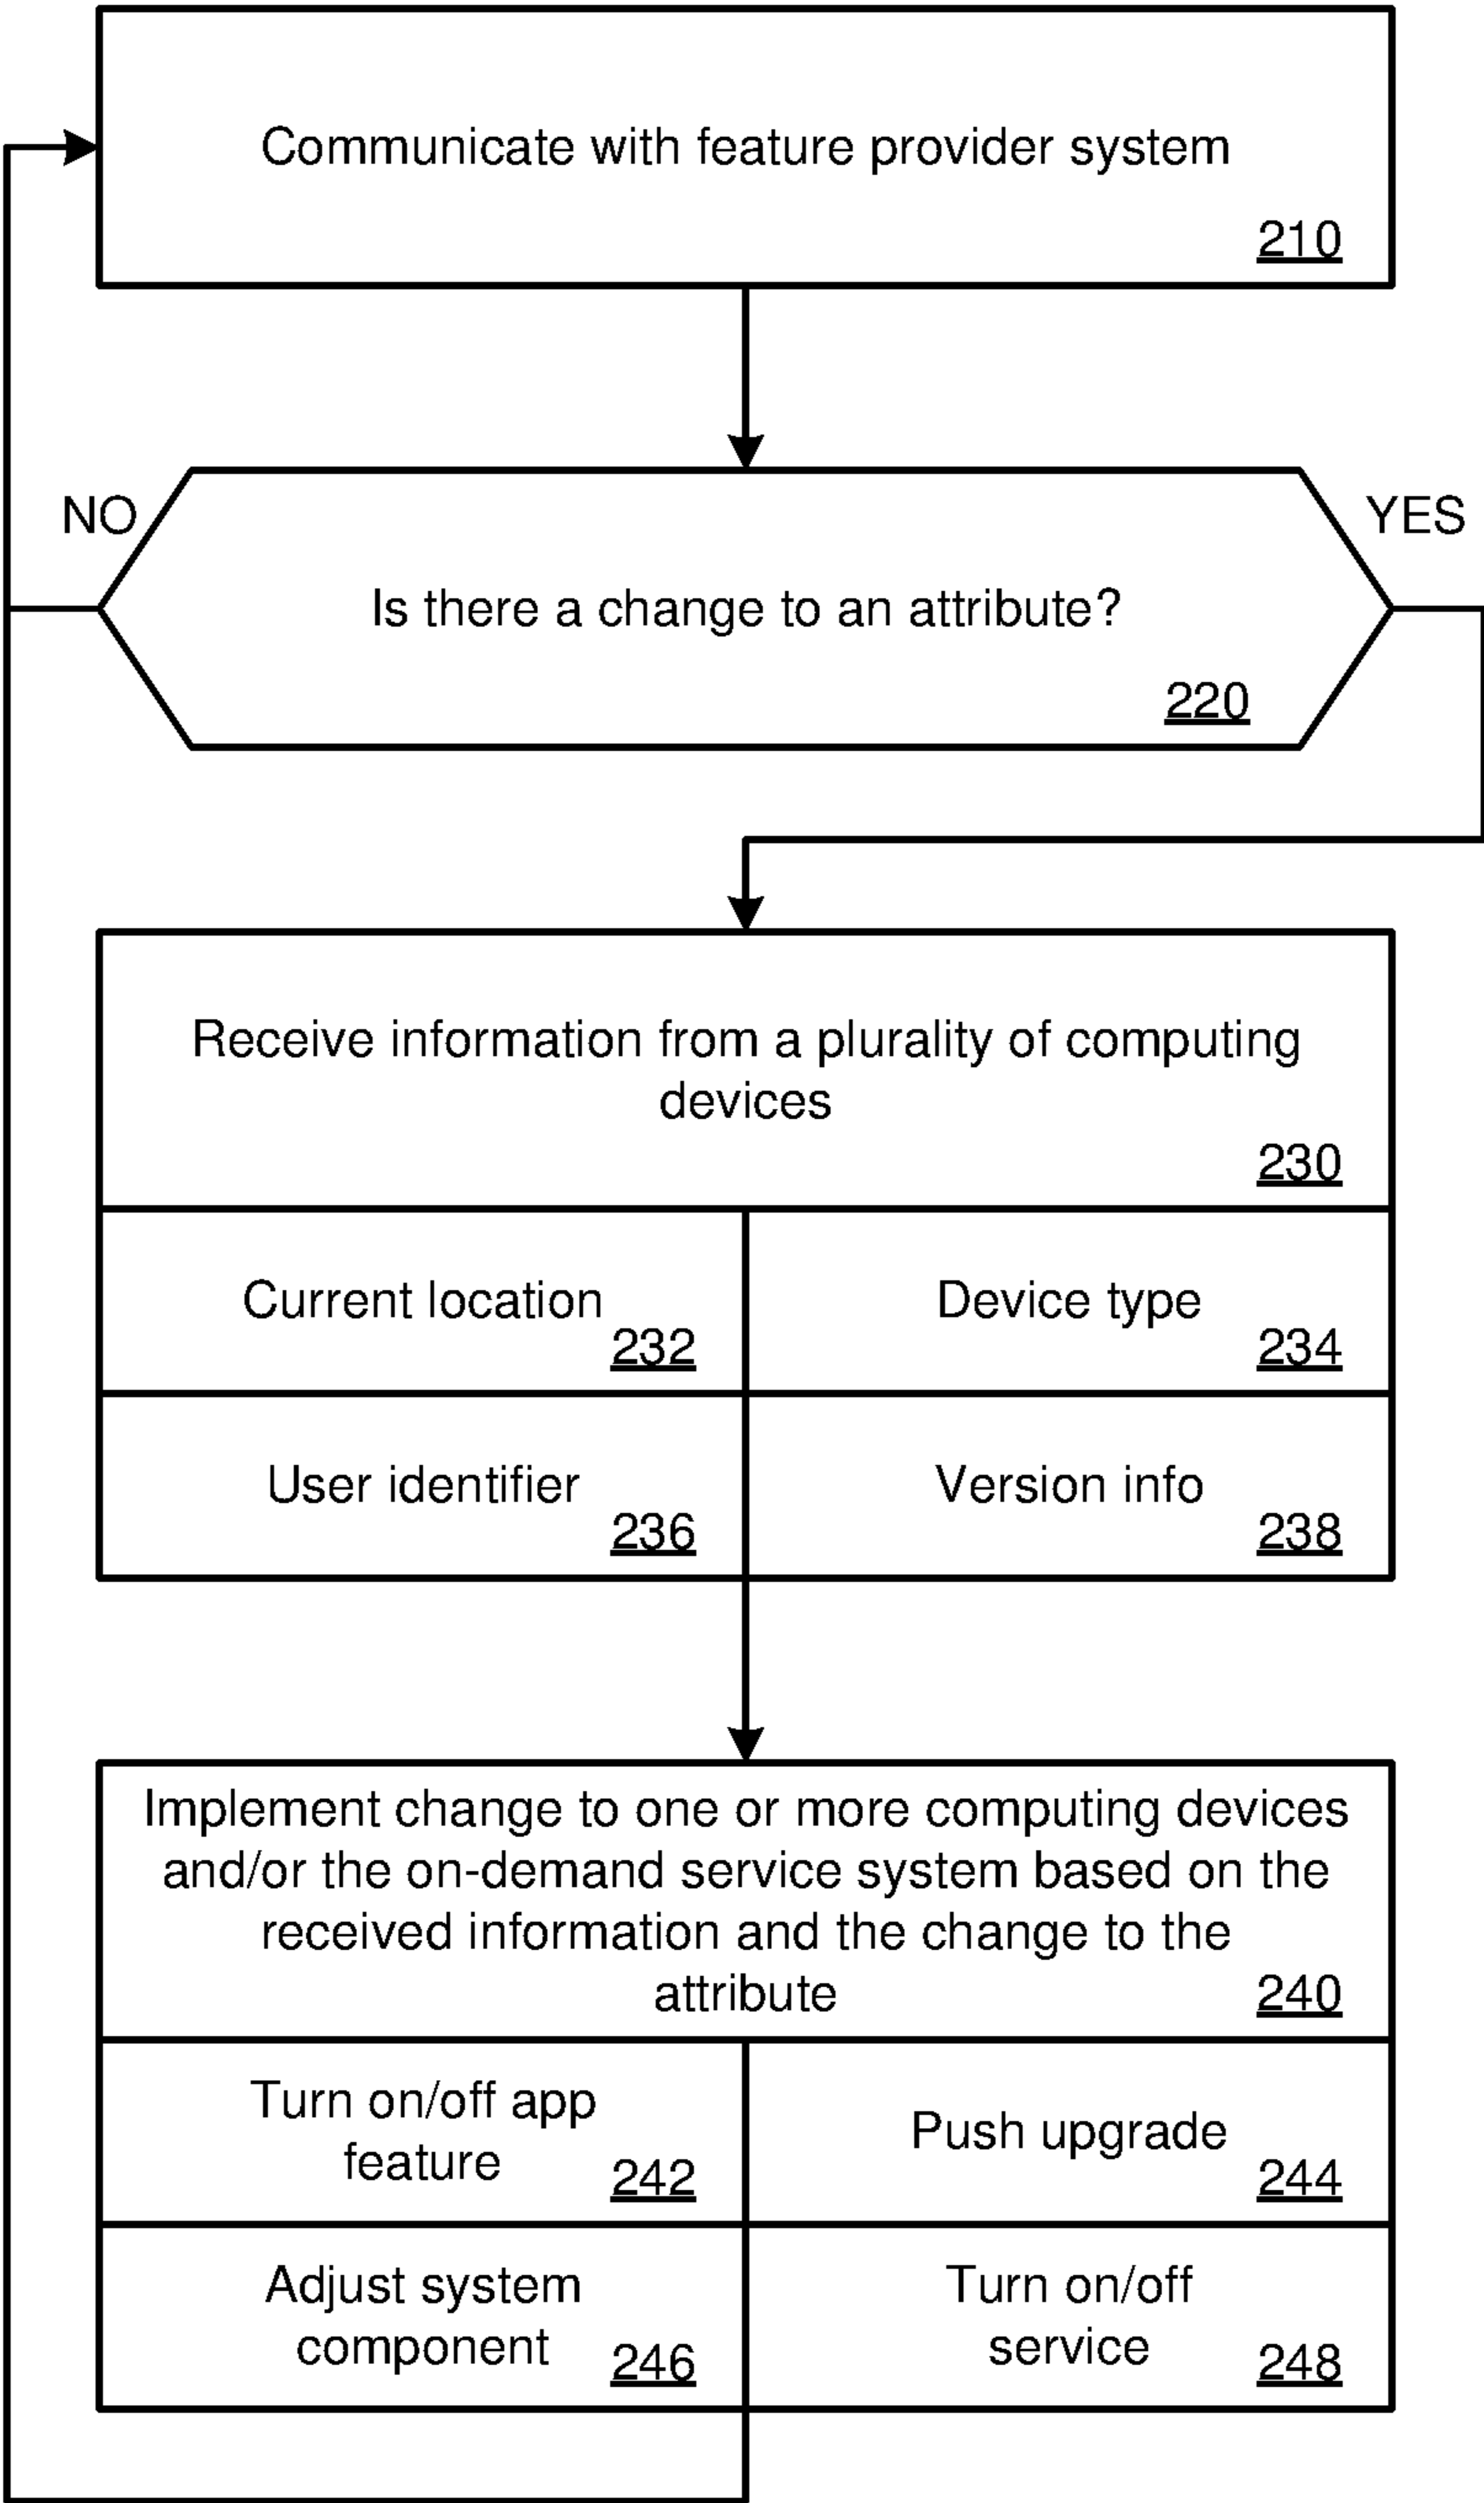 Communicate with feature provider system
210
NO
YES
Is there a change to an attribute?
220
Receive information from a plurality of computing
devices
230
Current location
232
Device type
234
User identifier
236
Version info
238
Implement change to one or more computing devices
and/or the on-demand service system based on the
received information and the change to the
attribute
240
Turn on/off app
feature
242
Push upgrade
244
Adjust system
component
246
Turn on/off
service
248